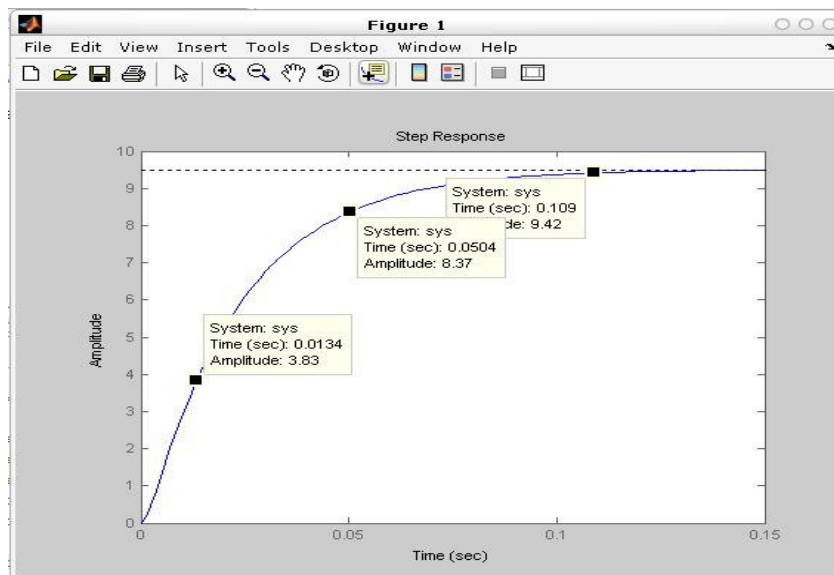 Figure 1
File Edit View Insert Tools Desktop Window Help
Step Response
10
9
8
7
6
5
4
3
2
1
0
Amplitude
System: sys
Time (sec): 0.109
9.42
System: sys
Time (sec): 0.0504
Amplitude: 8.37
System: sys
Time (sec): 0.0134
Amplitude: 3.83
0 0.05 0.1 0.15
Time (sec)